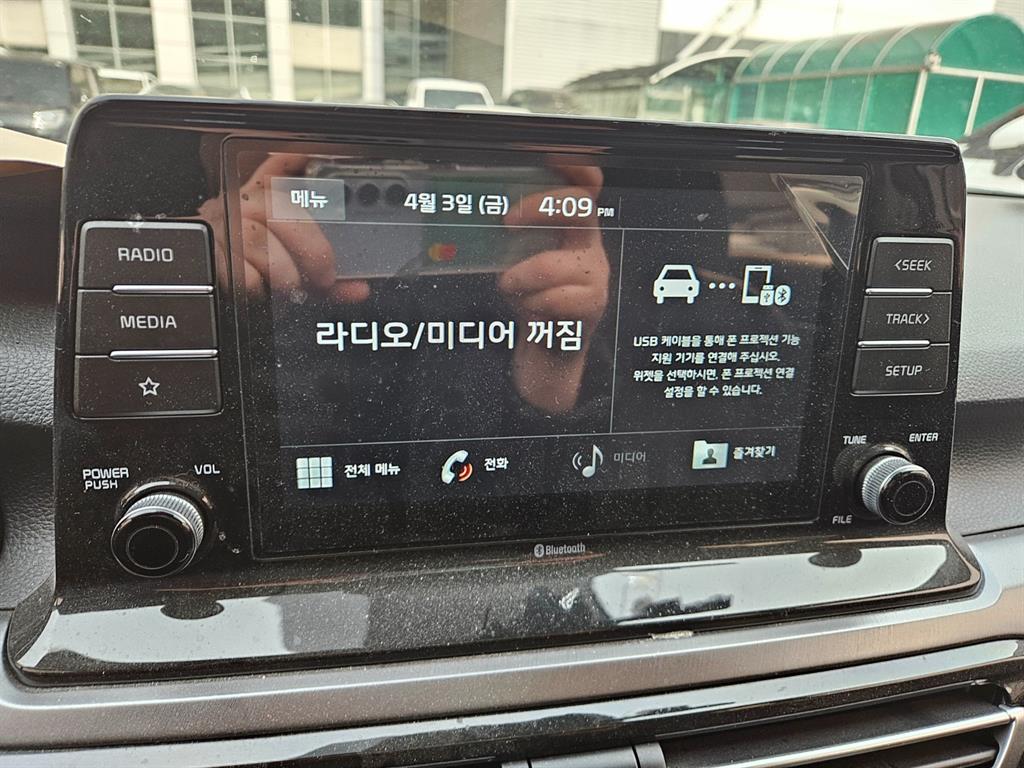 메뉴 4월 3일 (금) 4:09 PM
RADIO
MEDIA
<SEEK
TRACK>
SETUP
라디오/미디어 꺼짐
USB 케이블을 통해 폰 프로젝션 기능
지원 기기를 연결해 주십시오.
위젯을 선택하시면, 폰 프로젝션 연결
설정을 할 수 있습니다.
전체 메뉴 전화 미디어 즐겨찾기
POWER
PUSH
VOL
TUNE
ENTER
FILE
Bluetooth